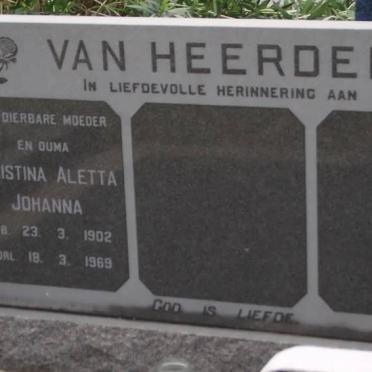 VAN HEERDE
IN LIEFDEVOLLE HERINNERING AAN
DIERBARE MOEDER
EN OUMA
ISTINA ALETTA
JOHANNA
B. 23. 3. 1902
RL. 18. 3. 1969
GOD IS LIEFDE.